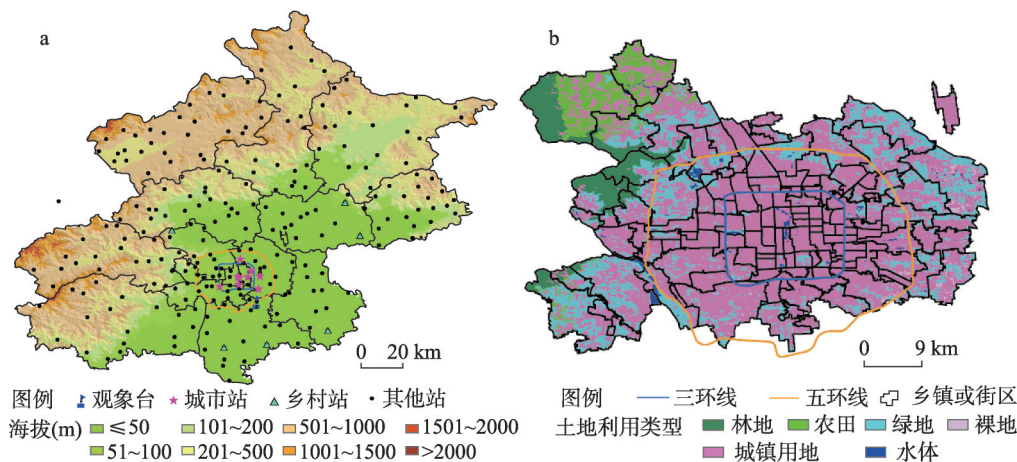 a
0 20 km
图例 观象台 城市站 乡村站 其他站
海拔(m) ≤50 101~200 501~1000 1501~2000
51~100 201~500 1001~1500 >2000
b
0 9 km
图例 三环线 五环线 乡镇或街区
土地利用类型 林地 农田 绿地 裸地
城镇用地 水体